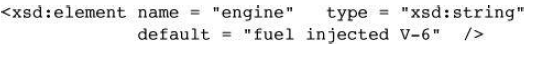 <xsd:element name = "engine"   type = "xsd:string"
             default = "fuel injected V-6"  />